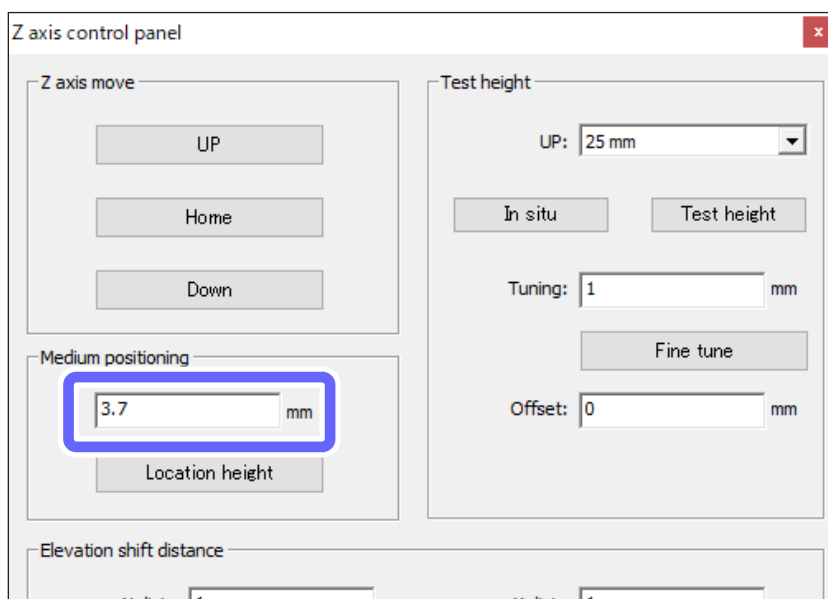 Z axis control panel
x
Z axis move
UP
Home
Down
Medium positioning
3.7 mm
Location height
Test height
UP: 25 mm
In situ Test height
Tuning: 1 mm
Fine tune
Offset: 0 mm
Elevation shift distance